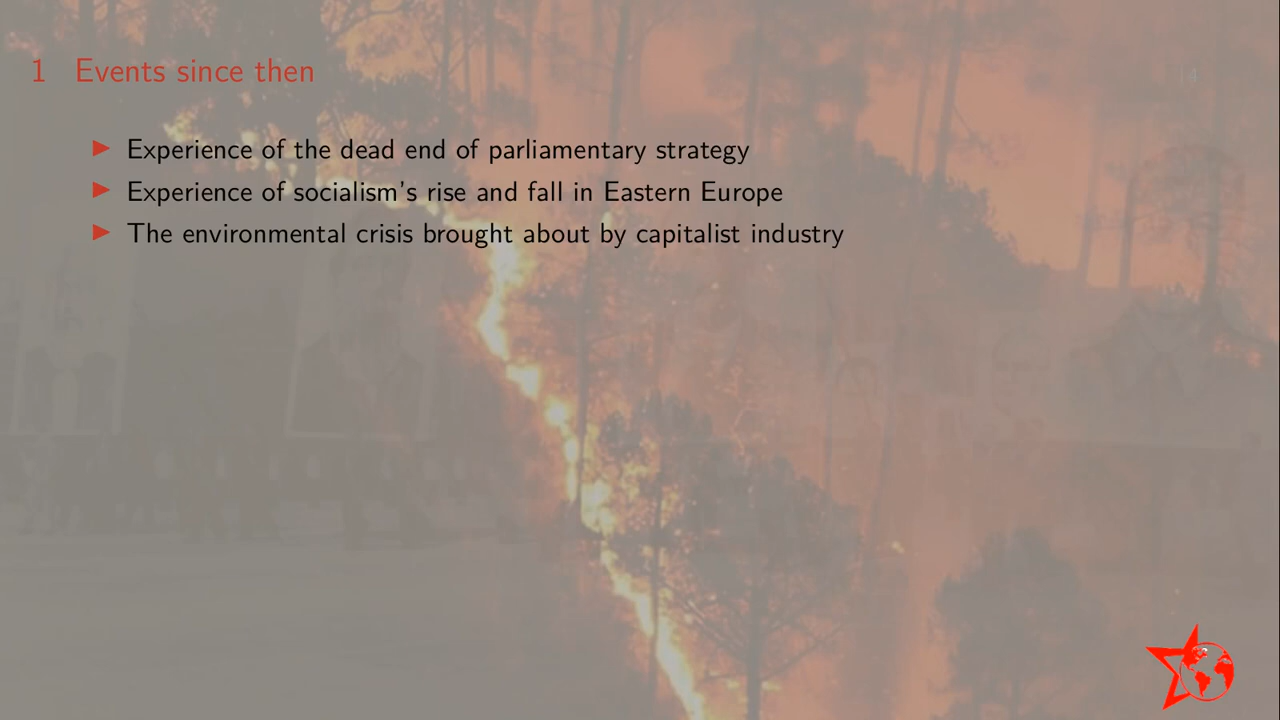 1 Events since then
Experience of the dead end of parliamentary strategy
Experience of socialism's rise and fall in Eastern Europe
The environmental crisis brought about by capitalist industry